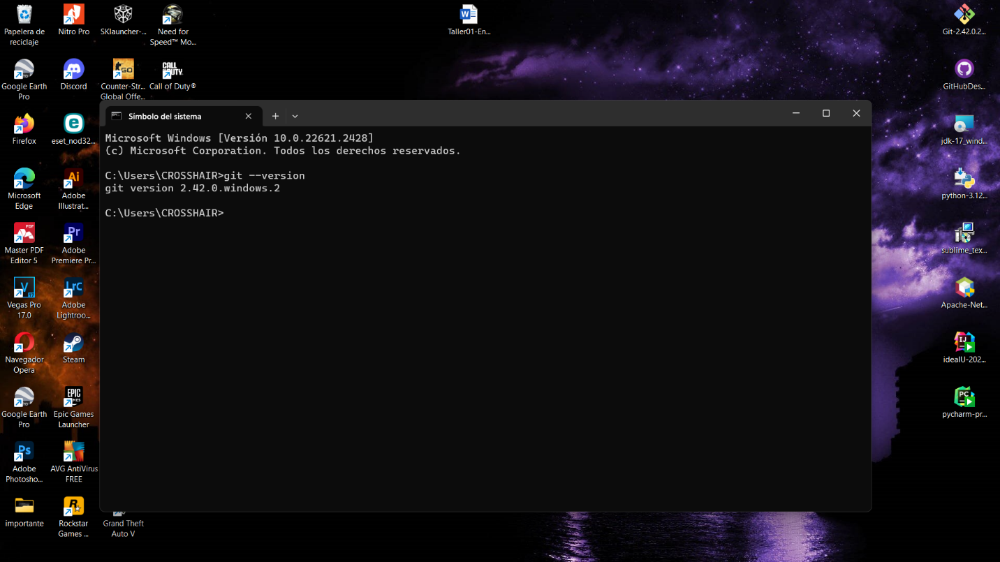 Papelera de
reciclaje
Nitro Pro
SKlauncher-...
Need for
Speed™ Mo...
Taller01-En...
Git-2.42.0.2...
Google Earth
Pro
Discord
Counter-Str...
Global Offe...
CALL
DUTY
Call of Duty®
GitHubDes...
Firefox
eset_nod32...
jdk-17_wind...
Microsoft
Edge
Adobe
Illustrat...
python-3.12...
Master PDF
Editor 5
Adobe
Premiere Pr...
sublime_tex...
Vegas Pro
17.0
Adobe
Lightroo...
Apache-Net...
Navegador
Opera
Steam
idealU-202...
Google Earth
Pro
Epic Games
Launcher
pycharm-pr...
Adobe
Photosho...
AVG AntiVirus
FREE
importante
Rockstar
Games ...
Grand Theft
Auto V
Símbolo del sistema
Microsoft Windows [Versión 10.0.22621.2428]
(c) Microsoft Corporation. Todos los derechos reservados.
C:\Users\CROSSHAIR>git --version
git version 2.42.0.windows.2
C:\Users\CROSSHAIR>